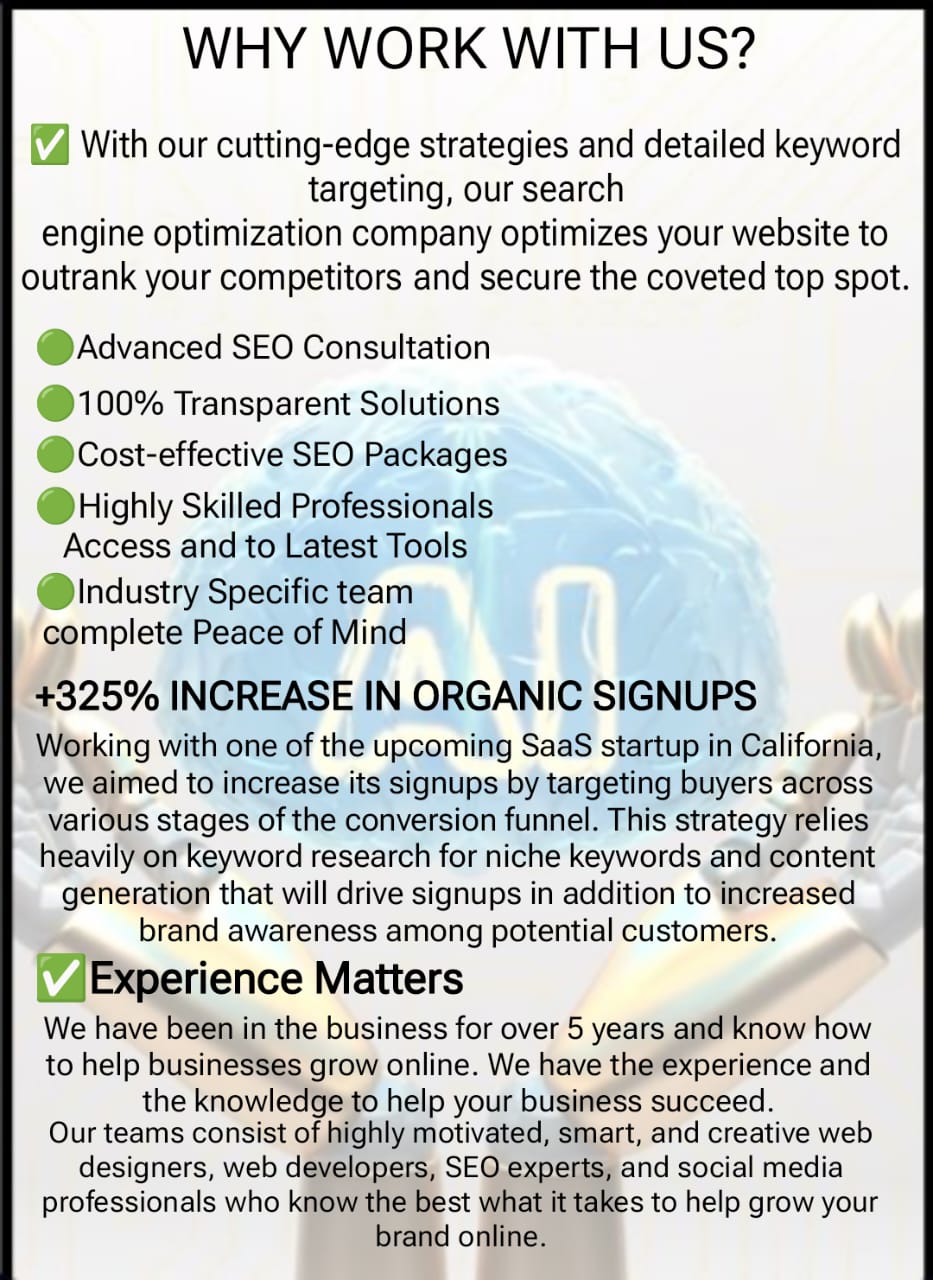 WHY WORK WITH US?
✅ With our cutting-edge strategies and detailed keyword
targeting, our search
engine optimization company optimizes your website to
outrank your competitors and secure the coveted top spot.
🟢Advanced SEO Consultation
🟢100% Transparent Solutions
🟢Cost-effective SEO Packages
🟢Highly Skilled Professionals
Access and to Latest Tools
🟢Industry Specific team
complete Peace of Mind
AI
+325% INCREASE IN ORGANIC SIGNUPS
Working with one of the upcoming SaaS startup in California,
we aimed to increase its signups by targeting buyers across
various stages of the conversion funnel. This strategy relies
heavily on keyword research for niche keywords and content
generation that will drive signups in addition to increased
brand awareness among potential customers.
✅Experience Matters
We have been in the business for over 5 years and know how
to help businesses grow online. We have the experience and
the knowledge to help your business succeed.
Our teams consist of highly motivated, smart, and creative web
designers, web developers, SEO experts, and social media
professionals who know the best what it takes to help grow your
brand online.